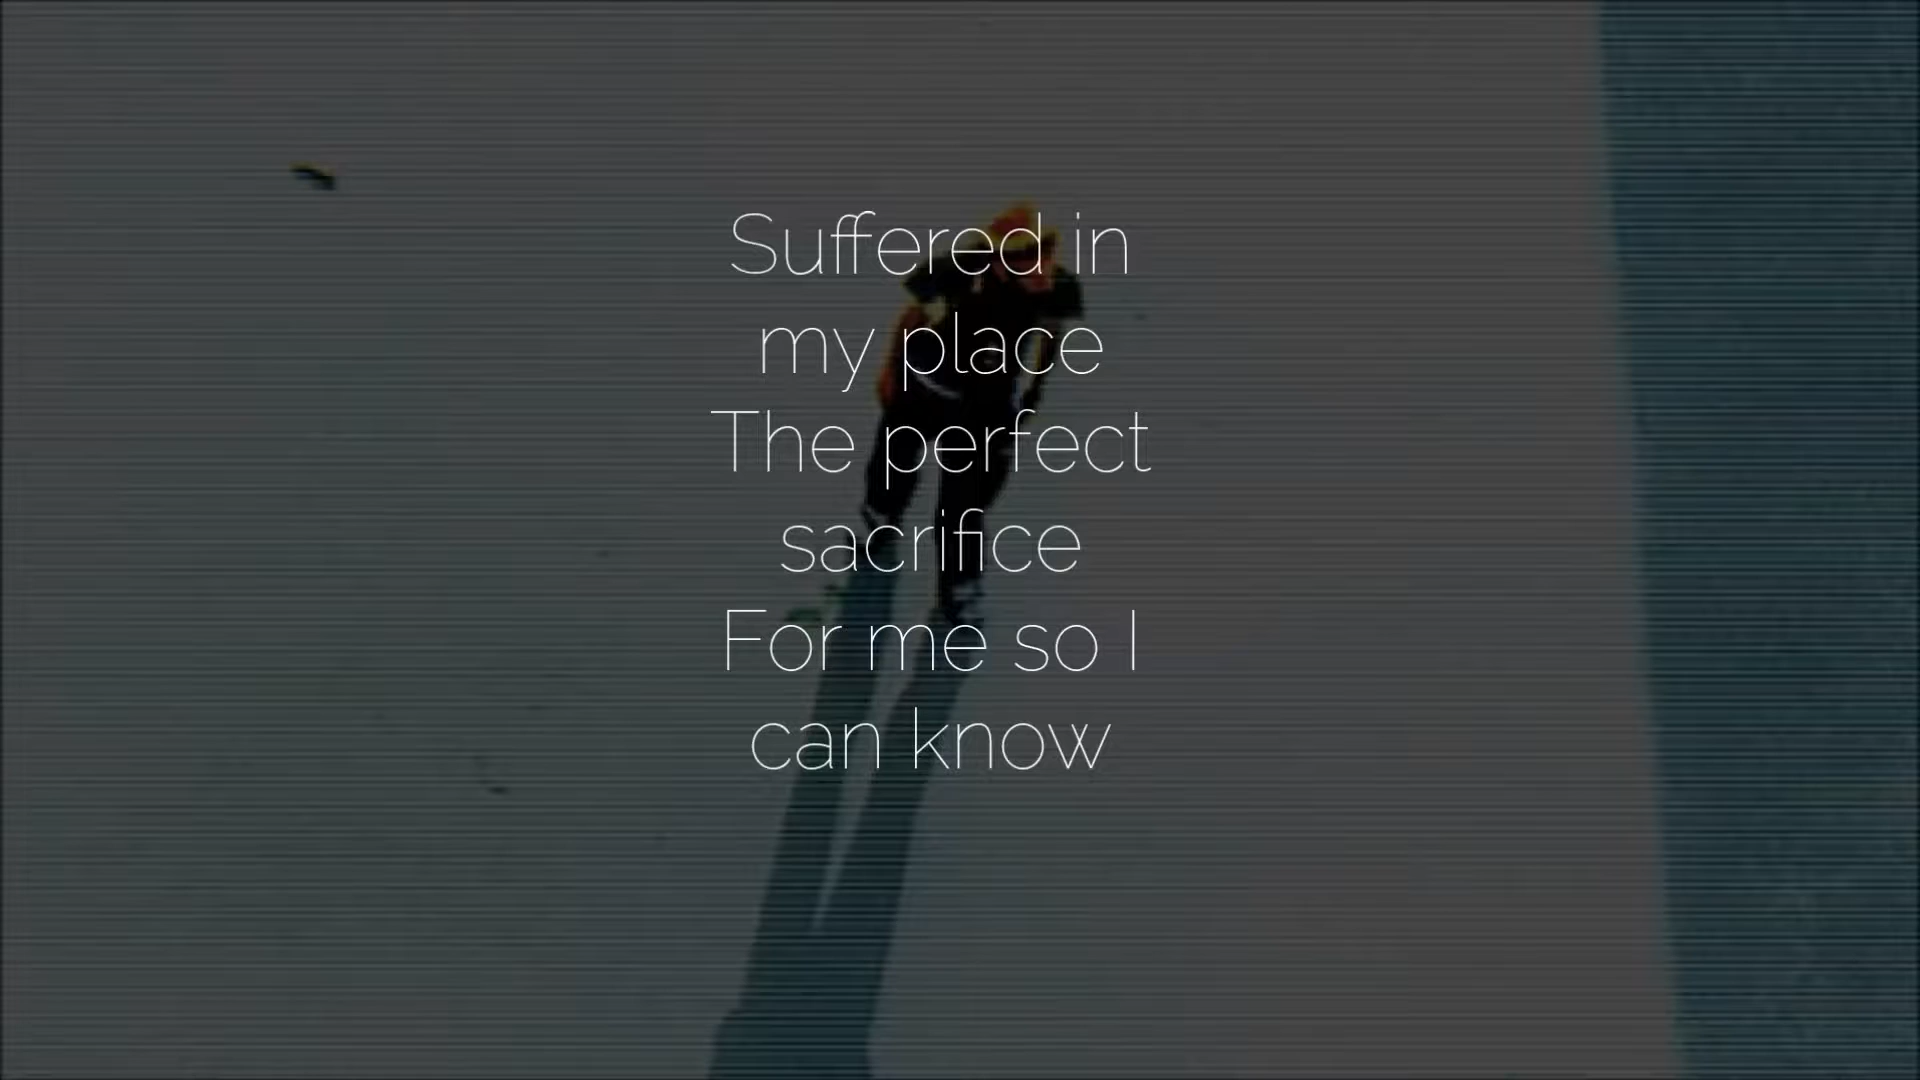 Suffered in
my place
The perfect
sacrifice
For me so I
can know